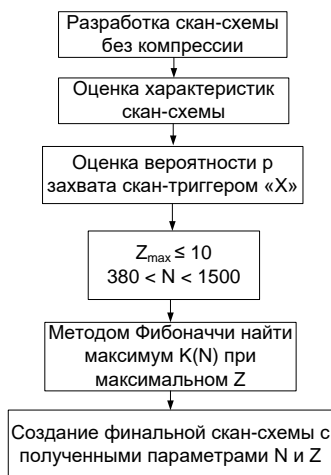 Разработка скан-схемы
без компрессии
Оценка характеристик
скан-схемы
Оценка вероятности p
захвата скан-триггером «X»
Zmax ≤ 10
380 < N < 1500
Методом Фибоначчи найти
максимум K(N) при
максимальном Z
Создание финальной скан-схемы с
полученными параметрами N и Z